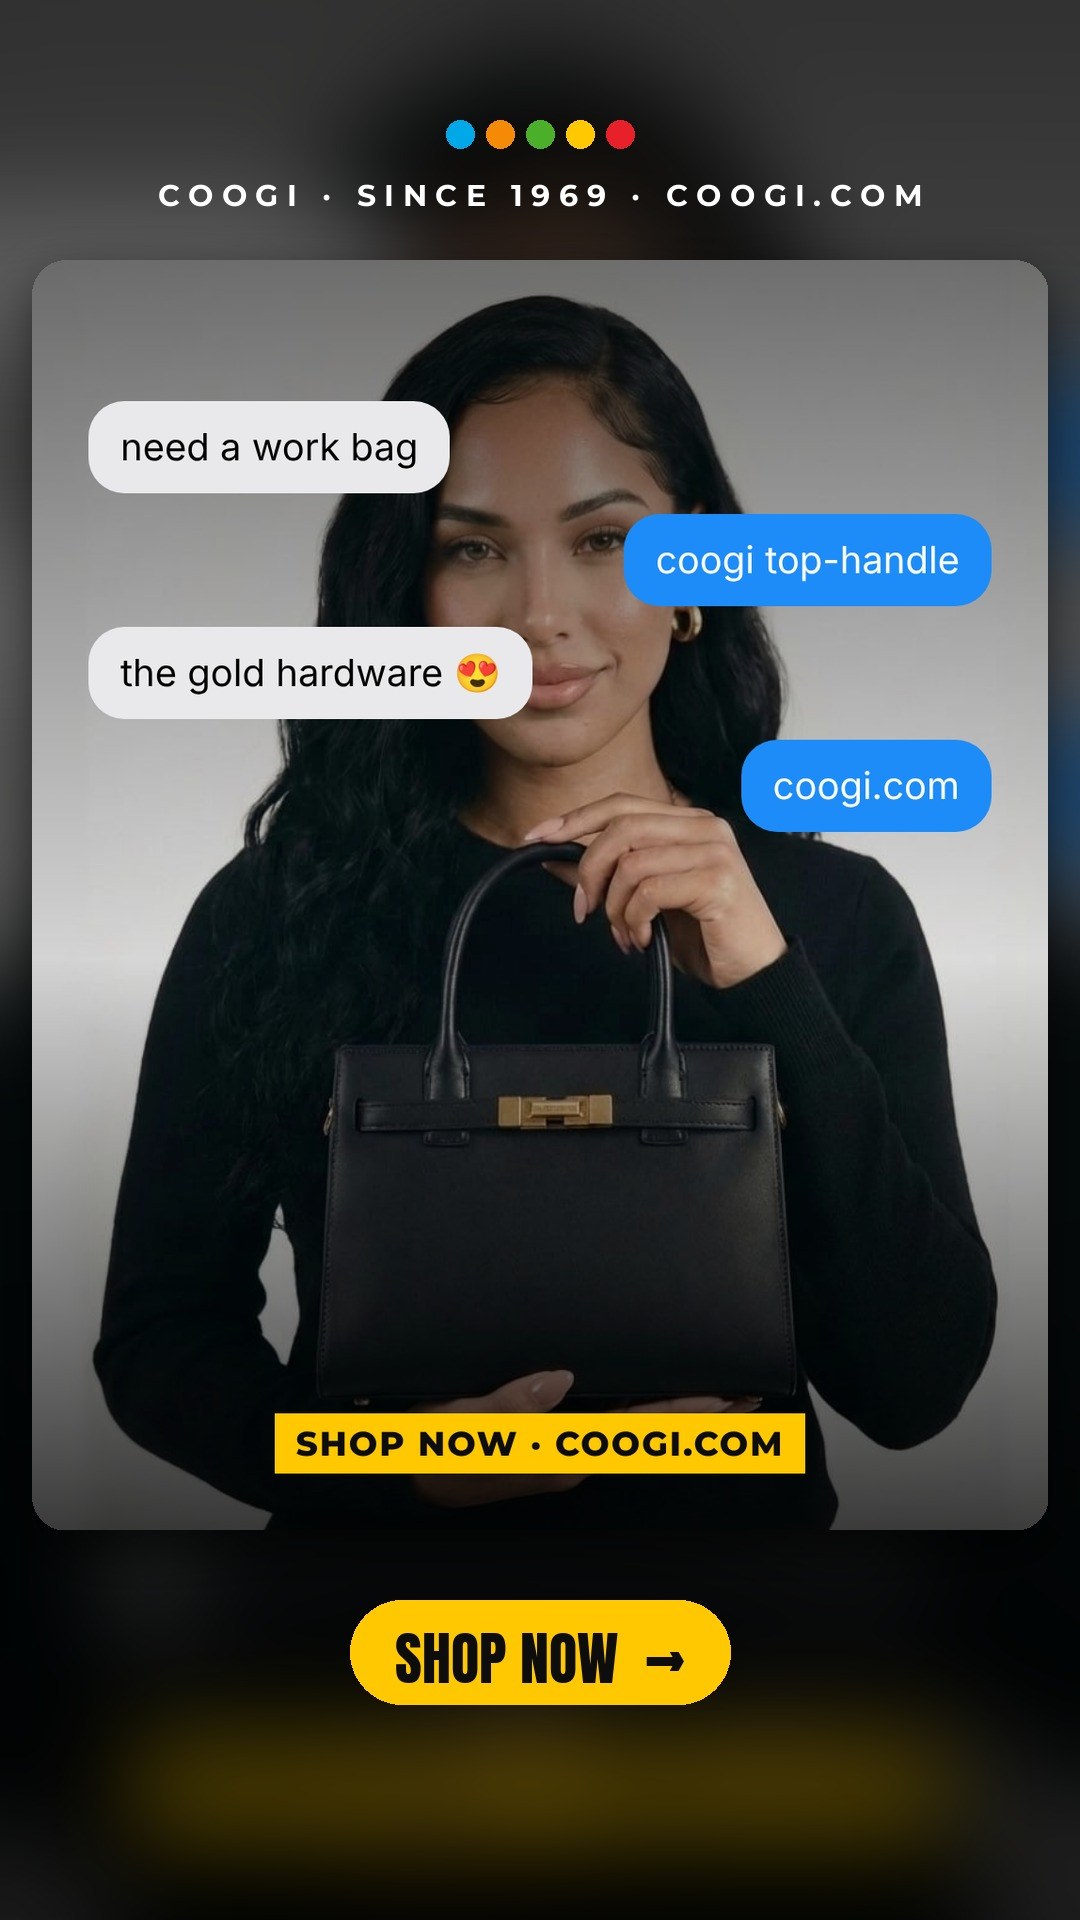 COOGI · SINCE 1969 · COOGI.COM
need a work bag
coogi top-handle
the gold hardware 😍
coogi.com
SHOP NOW · COOGI.COM
SHOP NOW →